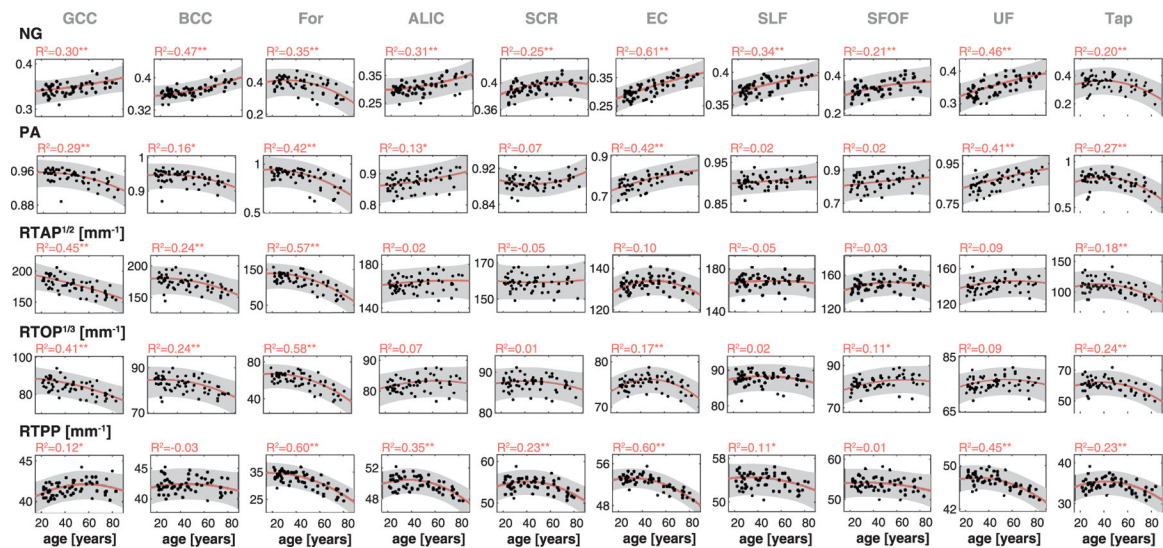 GCC BCC For ALIC SCR EC SLF SFOF UF Tap
NG
R²=0.30** R²=0.47** R²=0.35** R²=0.31** R²=0.25** R²=0.61** R²=0.34** R²=0.21** R²=0.46** R²=0.20**
0.4 0.4 0.4 0.35 0.4 0.35 0.4 0.4 0.4 0.4
0.3 0.32 0.2 0.25 0.36 0.25 0.35 0.3 0.3 0.2
PA
R²=0.29** R²=0.16* R²=0.42** R²=0.13* R²=0.07 R²=0.42** R²=0.02 R²=0.02 R²=0.41** R²=0.27**
0.96 1 1 0.9 0.92 0.9 0.95 0.9 0.95 1
0.88 0.9 0.5 0.8 0.84 0.7 0.85 0.7 0.75 0.5
RTAP¹ᐟ² [mm⁻¹]
R²=0.45** R²=0.24** R²=0.57** R²=0.02 R²=-0.05 R²=0.10 R²=-0.05 R²=0.03 R²=0.09 R²=0.18**
200 180 150 180 160 140 180 160 160 150
150 150 50 160 150 130 160 140 140 100
140 120 120 120
RTOP¹ᐟ³ [mm⁻¹]
R²=0.41** R²=0.24** R²=0.58** R²=0.07 R²=0.01 R²=0.17** R²=0.02 R²=0.11* R²=0.09 R²=0.24**
100 90 80 90 90 80 90 90 85 70
80 70 60 80 80 72 80 80 65 50
40 70
RTPP [mm⁻¹]
R²=0.12* R²=-0.03 R²=0.60** R²=0.35** R²=0.23** R²=0.60** R²=0.11* R²=0.01 R²=0.45** R²=0.23**
45 45 35 52 55 56 55 60 48 40
40 40 25 48 50 48 50 50 42 30
20 40 60 80 20 40 60 80 20 40 60 80 20 40 60 80 20 40 60 80 20 40 60 80 20 40 60 80 20 40 60 80 20 40 60 80 20 40 60 80
age [years] age [years] age [years] age [years] age [years] age [years] age [years] age [years] age [years] age [years]